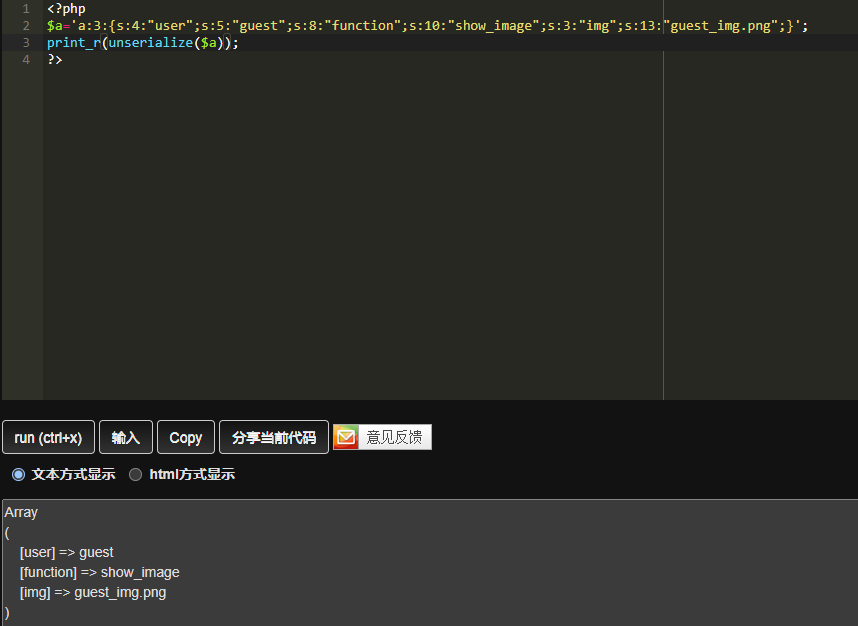 1 <?php
2 $a='a:3:{s:4:"user";s:5:"guest";s:8:"function";s:10:"show_image";s:3:"img";s:13:"guest_img.png";}';
3 print_r(unserialize($a));
4 ?>
run (ctrl+x) 输入 Copy 分享当前代码 意见反馈
文本方式显示 html方式显示
Array
(
    [user] => guest
    [function] => show_image
    [img] => guest_img.png
)